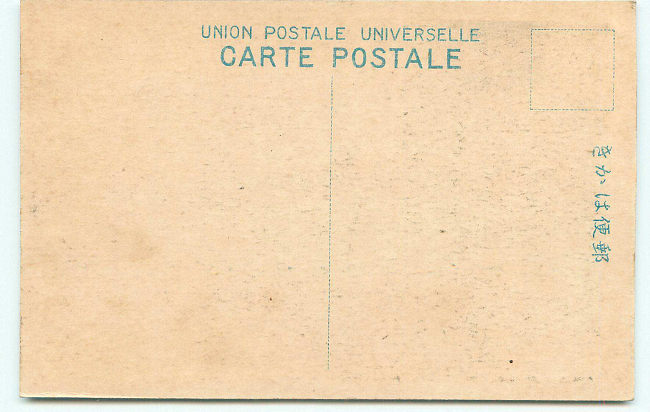 UNION POSTALE UNIVERSELLE
CARTE POSTALE
郵便はかき